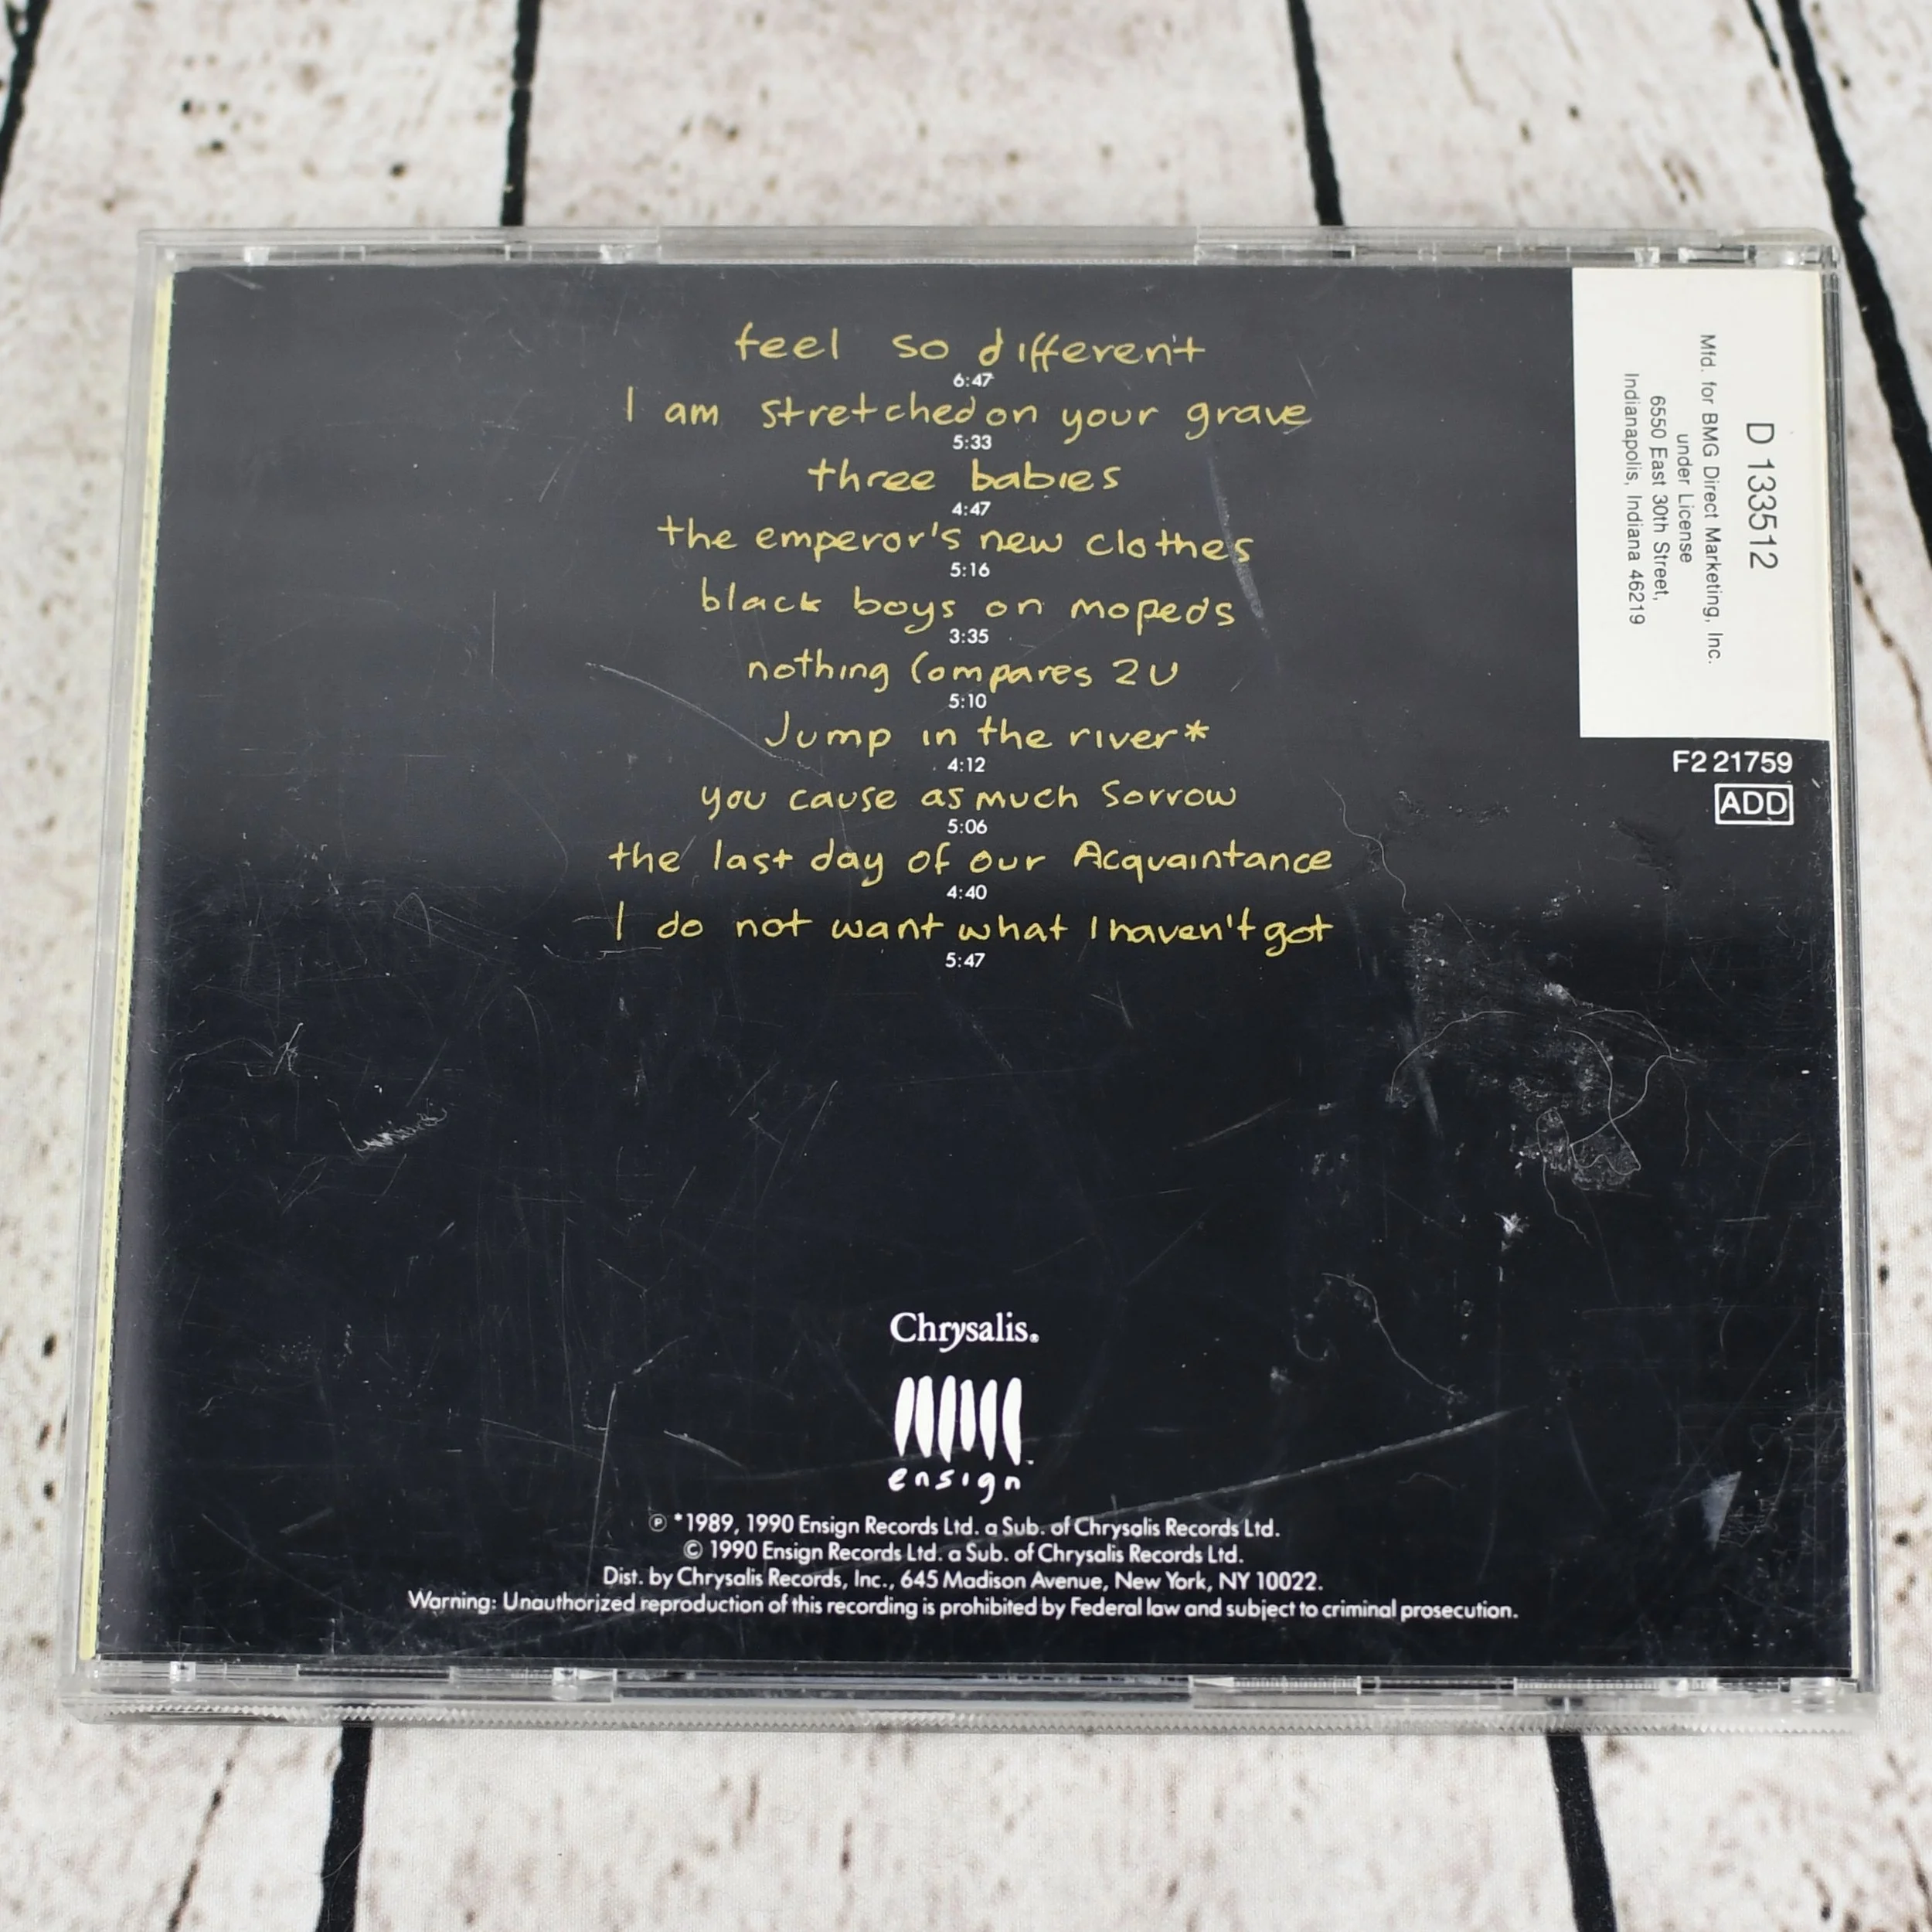 feel so different
6:47
I am stretched on your grave
5:33
three babies
4:47
the emperor's new clothes
5:16
black boys on mopeds
3:35
nothing Compares 2U
5:10
Jump in the river*
4:12
you cause as much Sorrow
5:06
the last day of our Acquaintance
4:40
I do not want what I haven't got
5:47
D 133512
Mfd. for BMG Direct Marketing, Inc.
under License
6550 East 30th Street,
Indianapolis, Indiana 46219
F2 21759
ADD
Chrysalis®
ensign
℗ *1989, 1990 Ensign Records Ltd. a Sub. of Chrysalis Records Ltd.
© 1990 Ensign Records Ltd. a Sub. of Chrysalis Records Ltd.
Dist. by Chrysalis Records, Inc., 645 Madison Avenue, New York, NY 10022.
Warning: Unauthorized reproduction of this recording is prohibited by Federal law and subject to criminal prosecution.